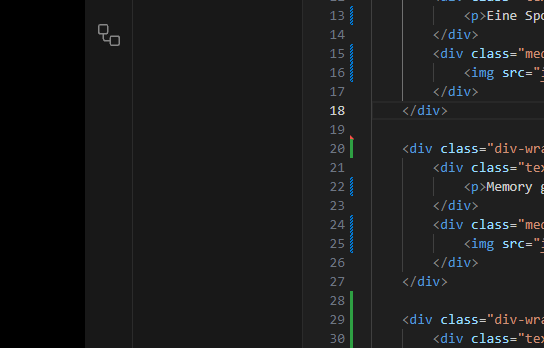 13 <p>Eine Spo
14 </div>
15 <div class="med
16 <img src="i
17 </div>
18 </div>
19
20 <div class="div-wra
21 <div class="tex
22 <p>Memory g
23 </div>
24 <div class="med
25 <img src="i
26 </div>
27 </div>
28
29 <div class="div-wra
30 <div class="tex